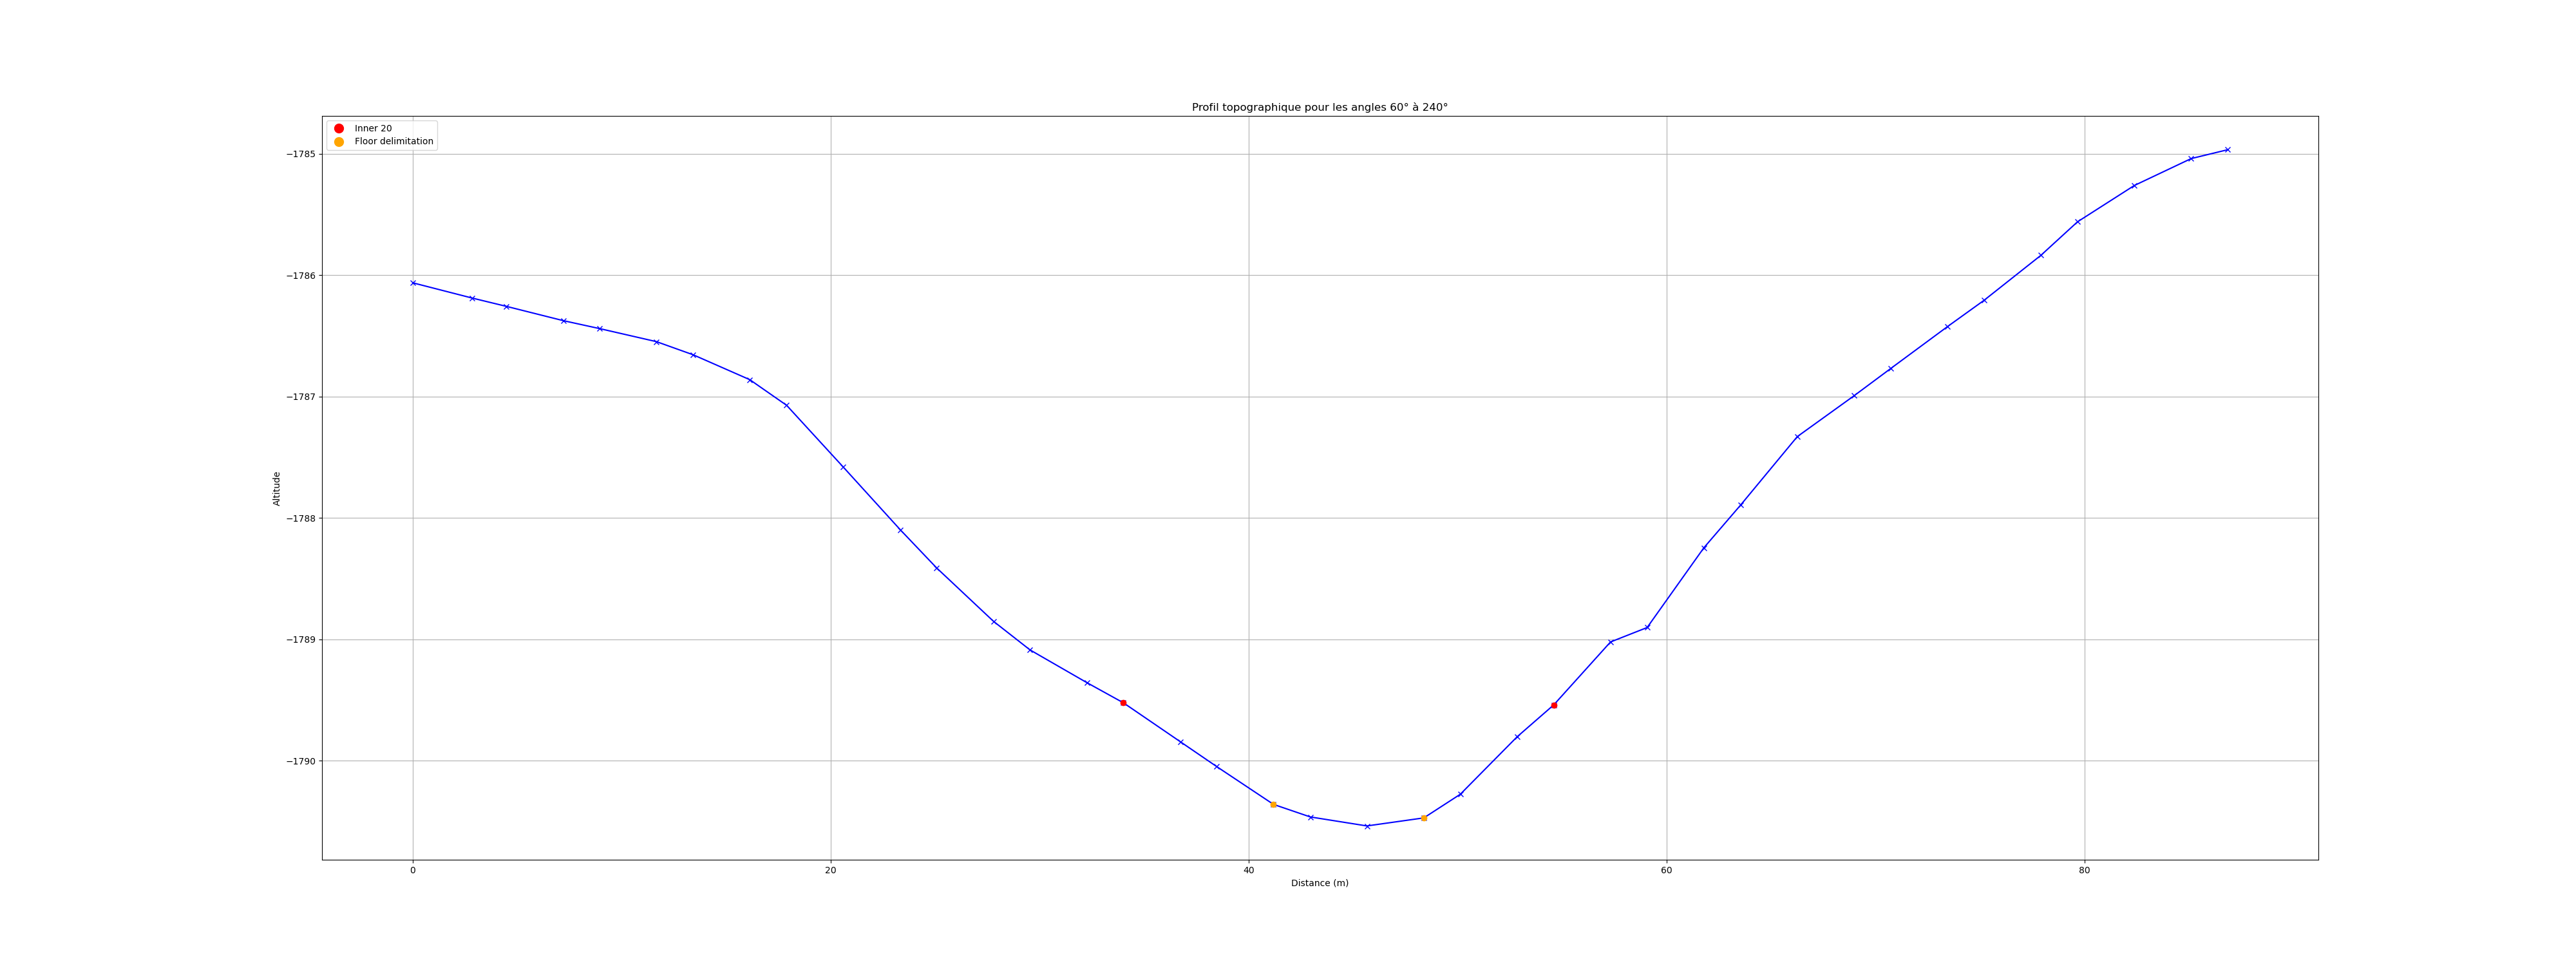 Profil topographique pour les angles 60° à 240°
Inner 20
Floor delimitation
−1785
−1786
−1787
−1788
−1789
−1790
Altitude
0 20 40 60 80
Distance (m)